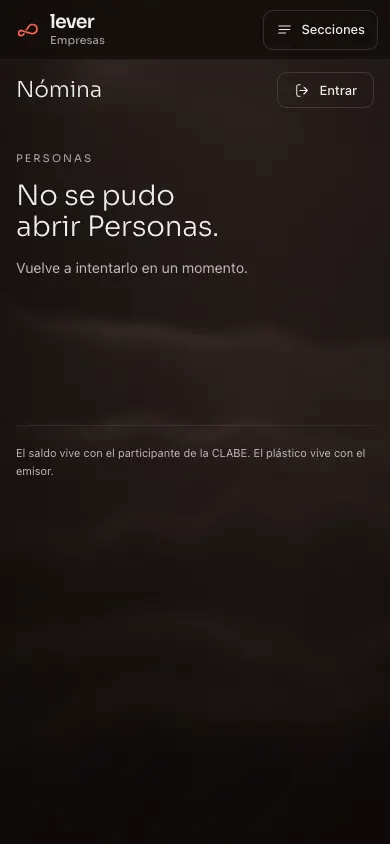 lever
Empresas
Secciones
Nómina
Entrar
PERSONAS
No se pudo
abrir Personas.
Vuelve a intentarlo en un momento.
El saldo vive con el participante de la CLABE. El plástico vive con el
emisor.